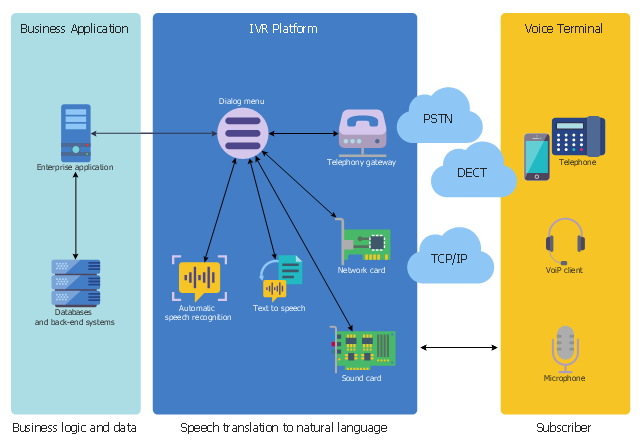 Business Application
IVR Platform
Voice Terminal
Dialog menu
PSTN
Enterprise application
Telephony gateway
Telephone
DECT
TCP/IP
Network card
VoiP client
Databases
and back-end systems
Automatic
speech recognition
Text to speech
Sound card
Microphone
Business logic and data
Speech translation to natural language
Subscriber